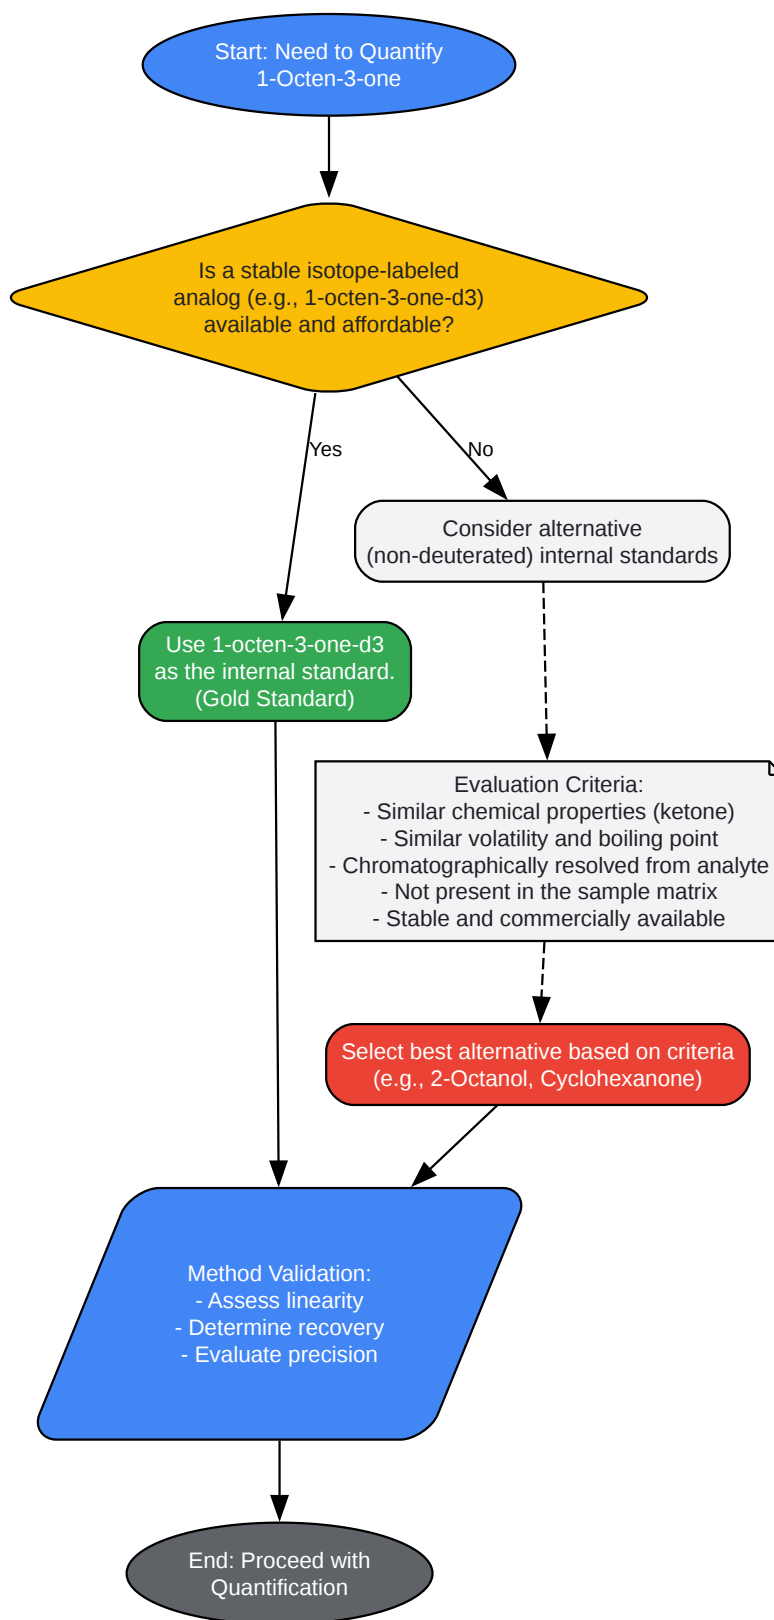 Start: Need to Quantify
1-Octen-3-one
Is a stable isotope-labeled
analog (e.g., 1-octen-3-one-d3)
available and affordable?
Yes
No
Consider alternative
(non-deuterated) internal standards
Use 1-octen-3-one-d3
as the internal standard.
(Gold Standard)
Evaluation Criteria:
- Similar chemical properties (ketone)
- Similar volatility and boiling point
- Chromatographically resolved from analyte
- Not present in the sample matrix
- Stable and commercially available
Select best alternative based on criteria
(e.g., 2-Octanol, Cyclohexanone)
Method Validation:
- Assess linearity
- Determine recovery
- Evaluate precision
End: Proceed with
Quantification